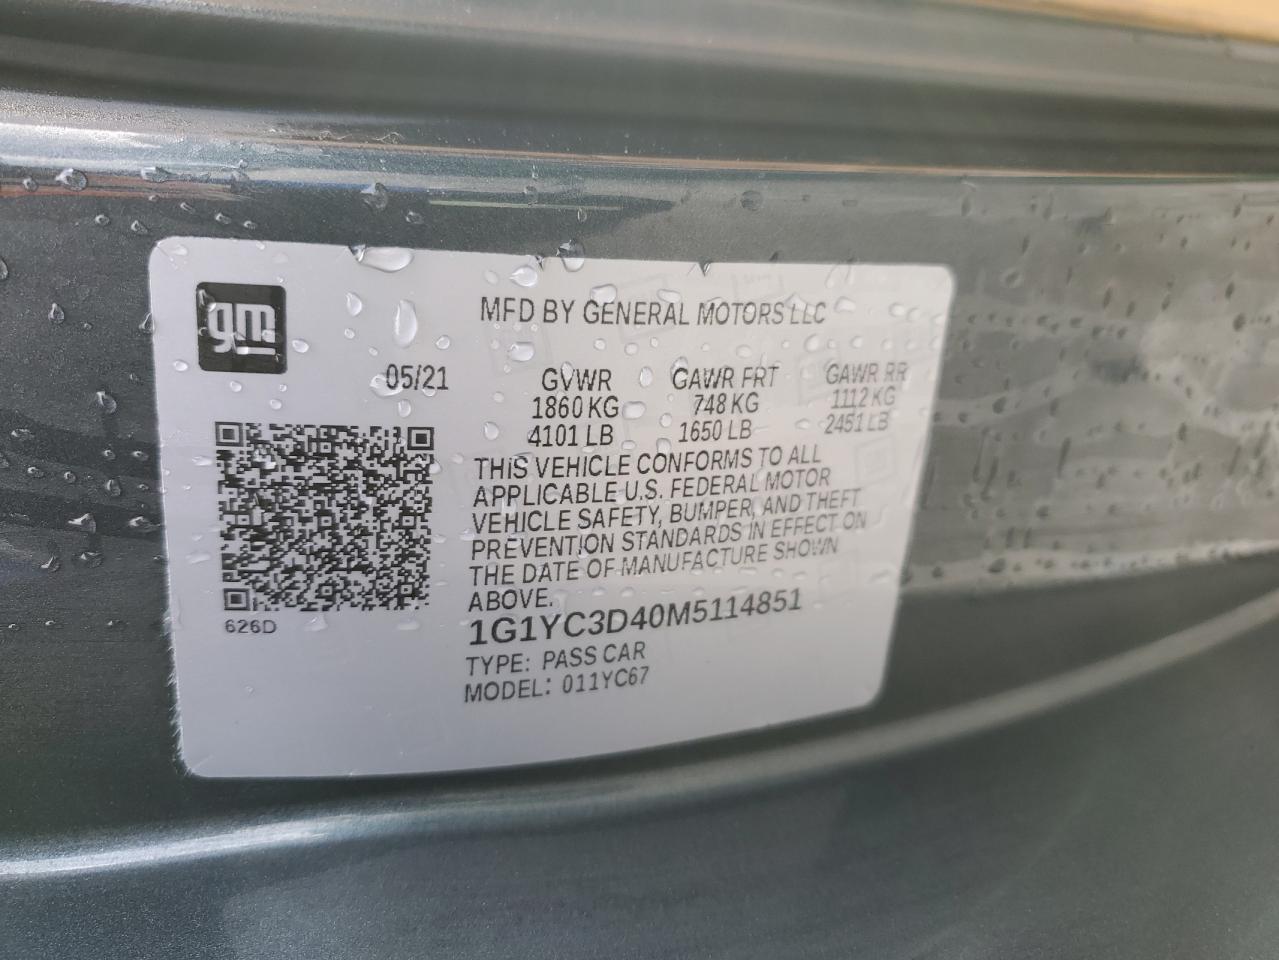 gm
MFD BY GENERAL MOTORS LLC
05/21 GVWR GAWR FRT GAWR RR
1860 KG 748 KG 1112 KG
4101 LB 1650 LB 2451 LB
THIS VEHICLE CONFORMS TO ALL
APPLICABLE U.S. FEDERAL MOTOR
VEHICLE SAFETY, BUMPER, AND THEFT
PREVENTION STANDARDS IN EFFECT ON
THE DATE OF MANUFACTURE SHOWN
ABOVE.
626D
1G1YC3D40M5114851
TYPE: PASS CAR
MODEL: 011YC67